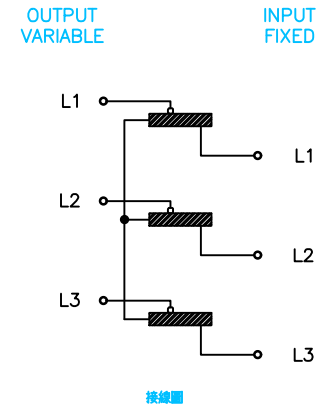 OUTPUT
VARIABLE
INPUT
FIXED
L1
L1
L2
L2
L3
L3
接線圖